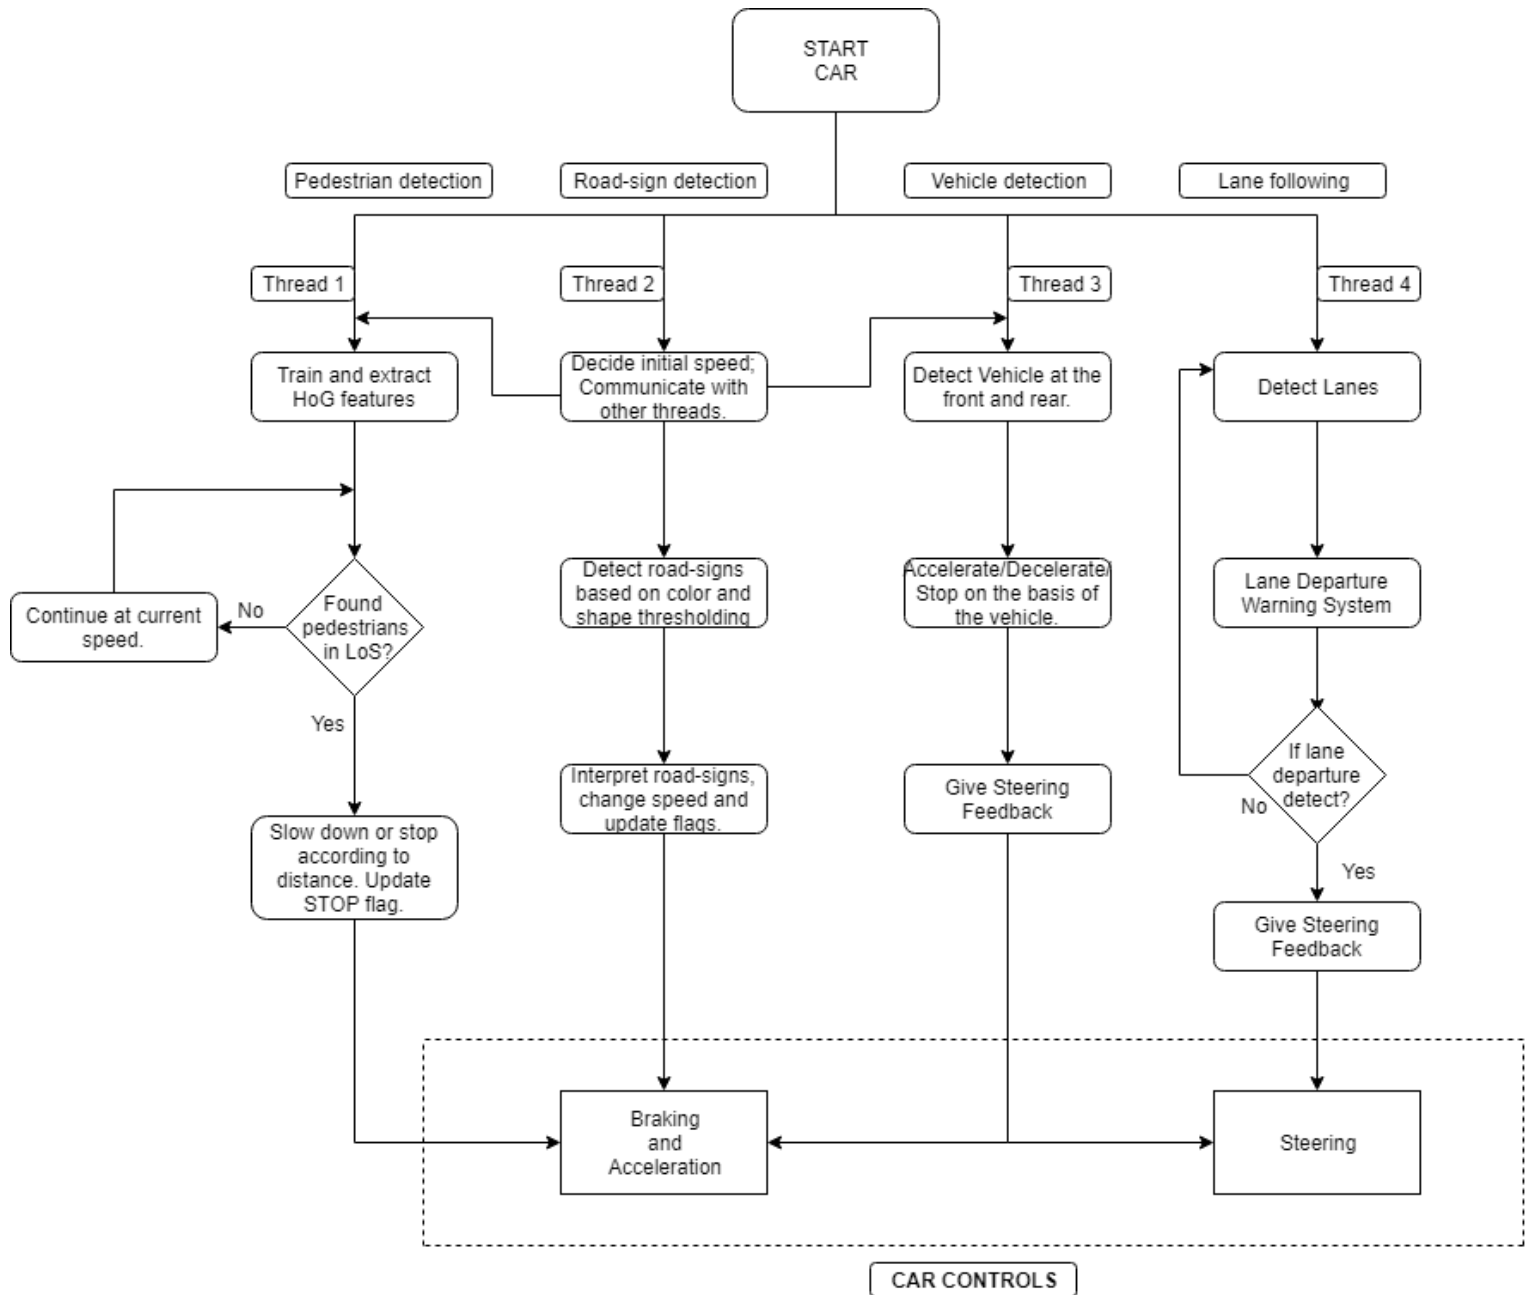 START
CAR
Pedestrian detection
Road-sign detection
Vehicle detection
Lane following
Thread 1
Thread 2
Thread 3
Thread 4
Train and extract
HoG features
Decide initial speed;
Communicate with
other threads.
Detect Vehicle at the
front and rear.
Detect Lanes
Continue at current
speed.
No
Found
pedestrians
in LoS?
Yes
Detect road-signs
based on color and
shape thresholding
Accelerate/Decelerate/
Stop on the basis of
the vehicle.
Lane Departure
Warning System
Slow down or stop
according to
distance. Update
STOP flag.
Interpret road-signs,
change speed and
update flags.
Give Steering
Feedback
If lane
departure
detect?
No
Yes
Give Steering
Feedback
Braking
and
Acceleration
Steering
CAR CONTROLS